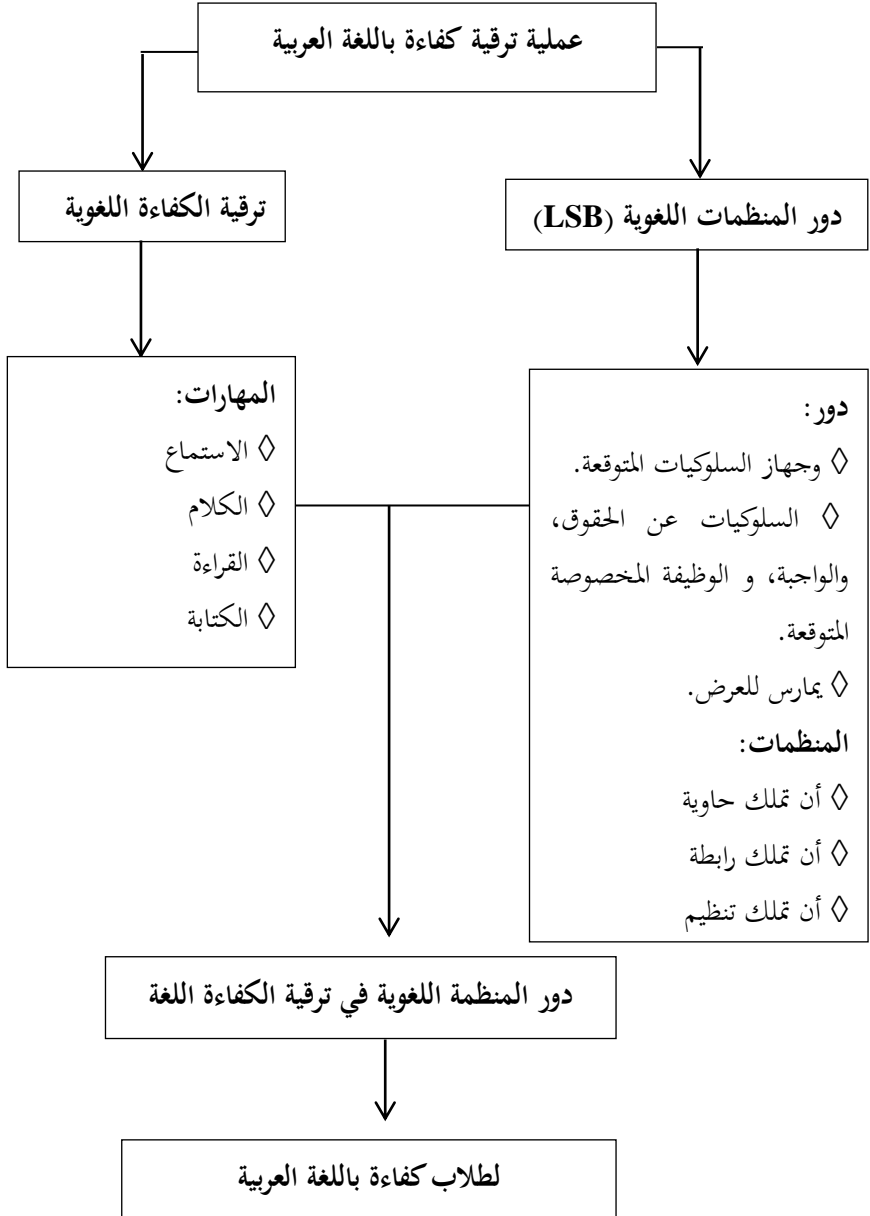 عملية ترقية كفاءة باللغة العربية
دور المنظمات اللغوية (LSB)
ترقية الكفاءة اللغوية
دور:
◊ وجهاز السلوكيات المتوقعة.
◊ السلوكيات عن الحقوق،
والواجبة، و الوظيفة المخصوصة
المتوقعة.
◊ يمارس للعرض.
المنظمات:
◊ أن تملك حاوية
◊ أن تملك رابطة
◊ أن تملك تنظيم
المهارات:
◊ الاستماع
◊ الكلام
◊ القراءة
◊ الكتابة
دور المنظمة اللغوية في ترقية الكفاءة اللغة
لطلاب كفاءة باللغة العربية